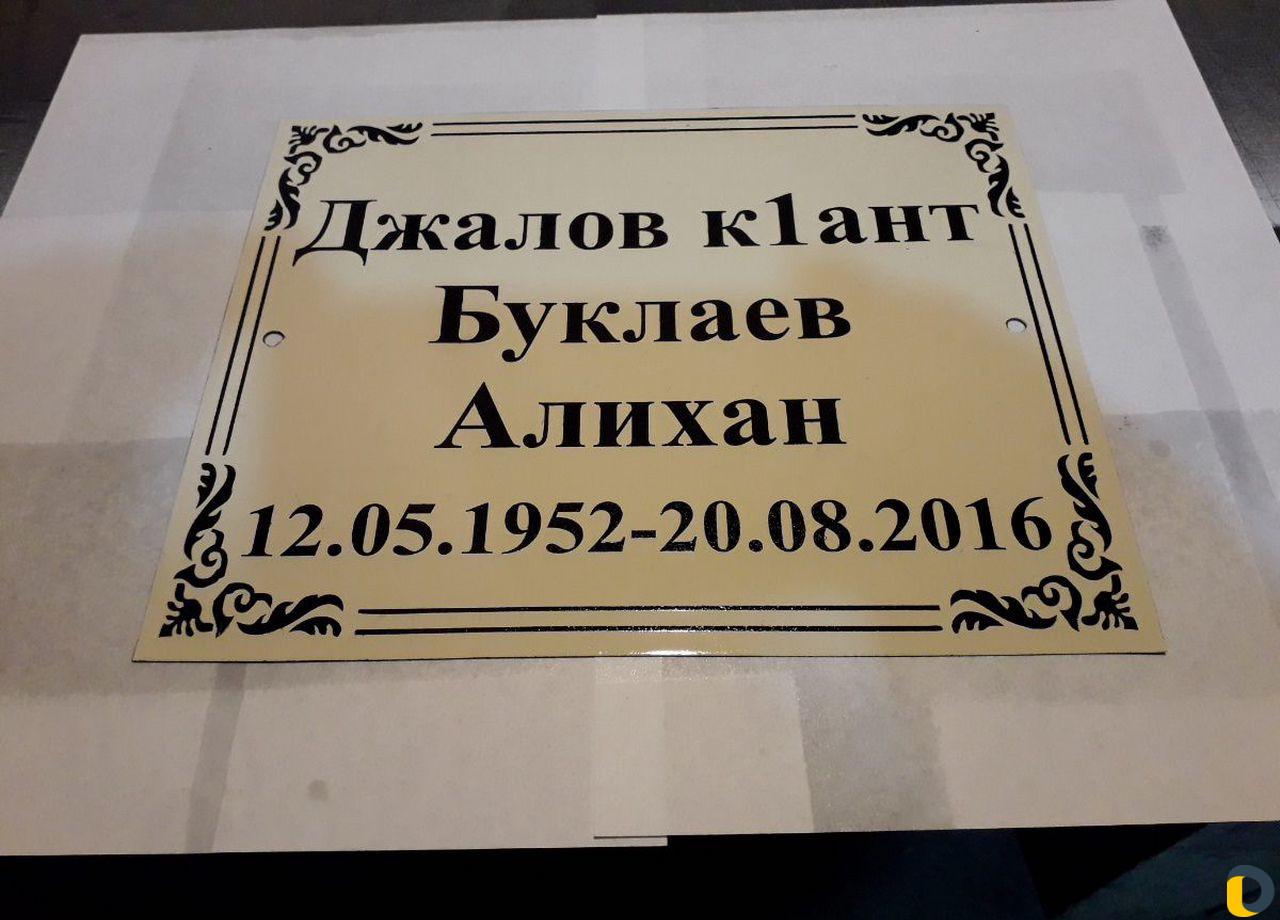 Джалов к1ант
Буклаев
Алихан
12.05.1952-20.08.2016